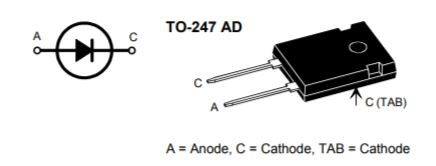 A
C
TO-247 AD
C
A
C (TAB)
A = Anode, C = Cathode, TAB = Cathode